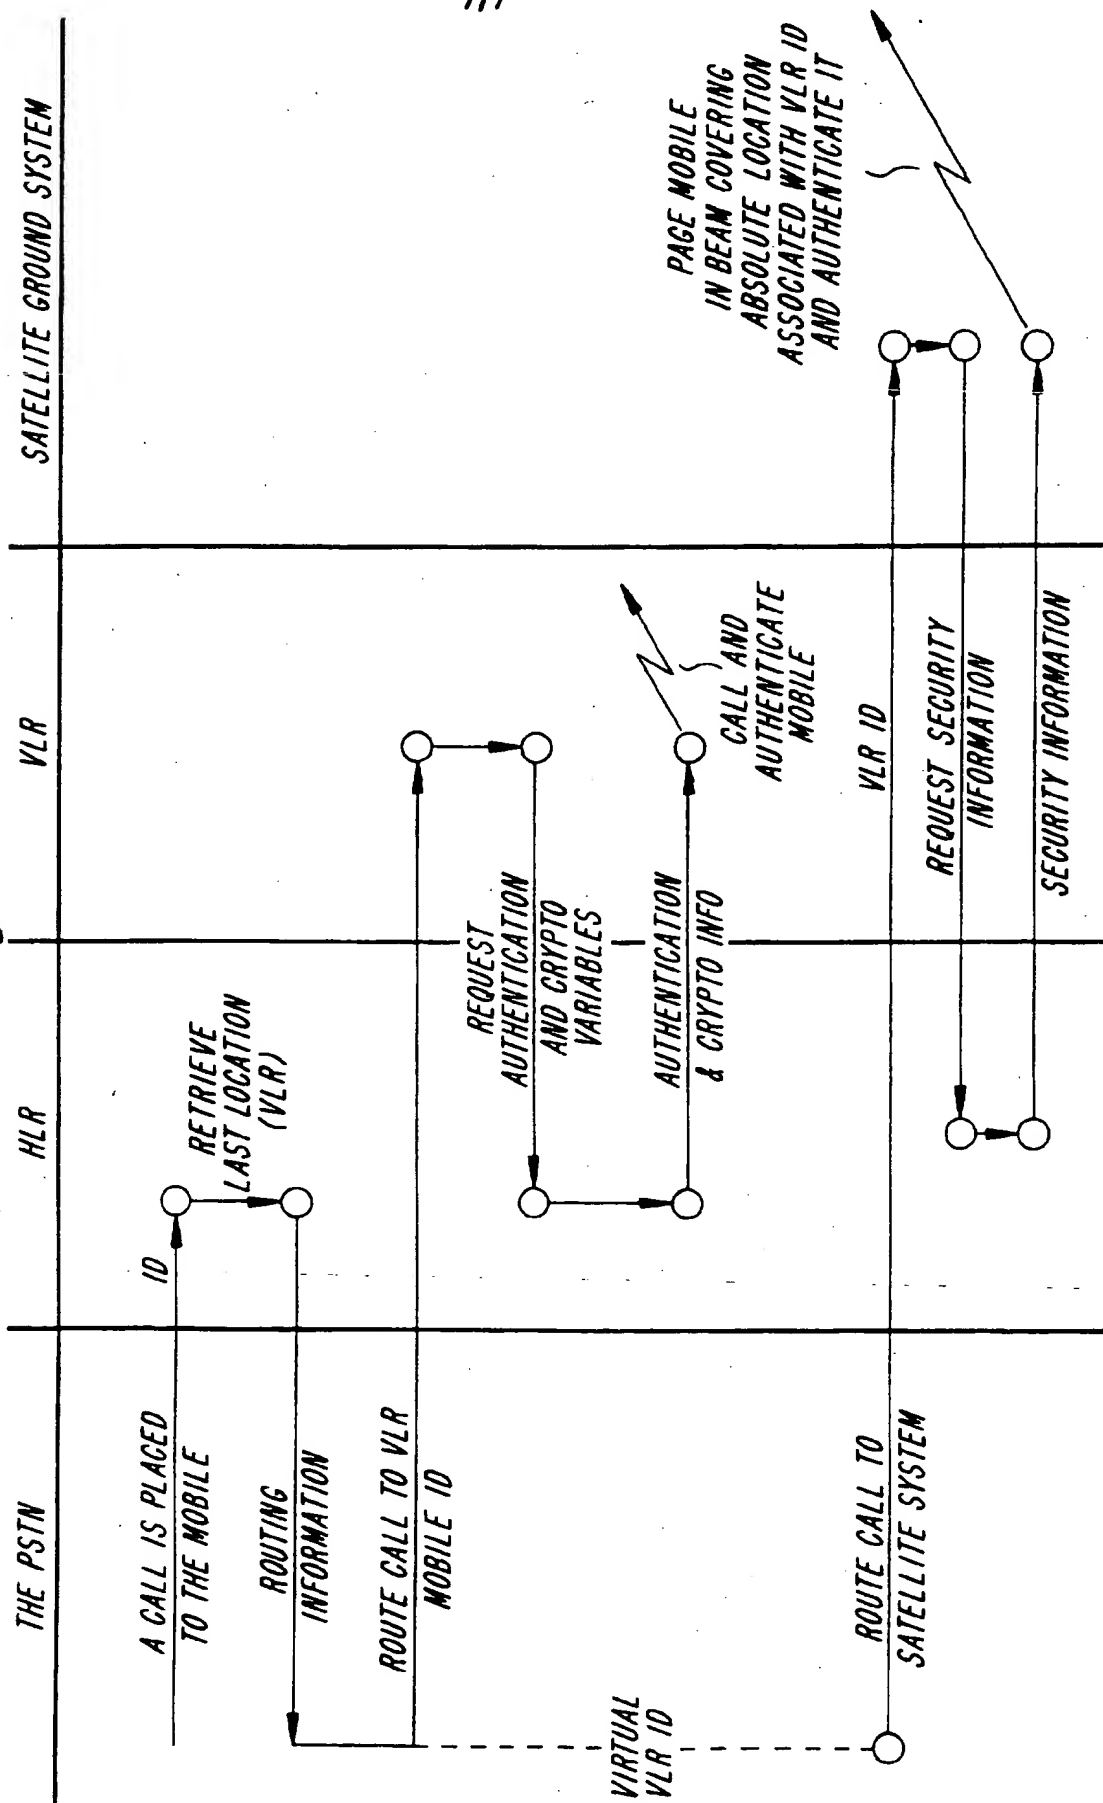 THE PSTN
HLR
VLR
SATELLITE GROUND SYSTEM
A CALL IS PLACED
TO THE MOBILE
ID
RETRIEVE
LAST LOCATION
(VLR)
ROUTING
INFORMATION
ROUTE CALL TO VLR
MOBILE ID
REQUEST
AUTHENTICATION
AND CRYPTO
VARIABLES
AUTHENTICATION
& CRYPTO INFO
CALL AND
AUTHENTICATE
MOBILE
VIRTUAL
VLR ID
ROUTE CALL TO
SATELLITE SYSTEM
VLR ID
REQUEST SECURITY
INFORMATION
SECURITY INFORMATION
PAGE MOBILE
IN BEAM COVERING
ABSOLUTE LOCATION
ASSOCIATED WITH VLR ID
AND AUTHENTICATE IT